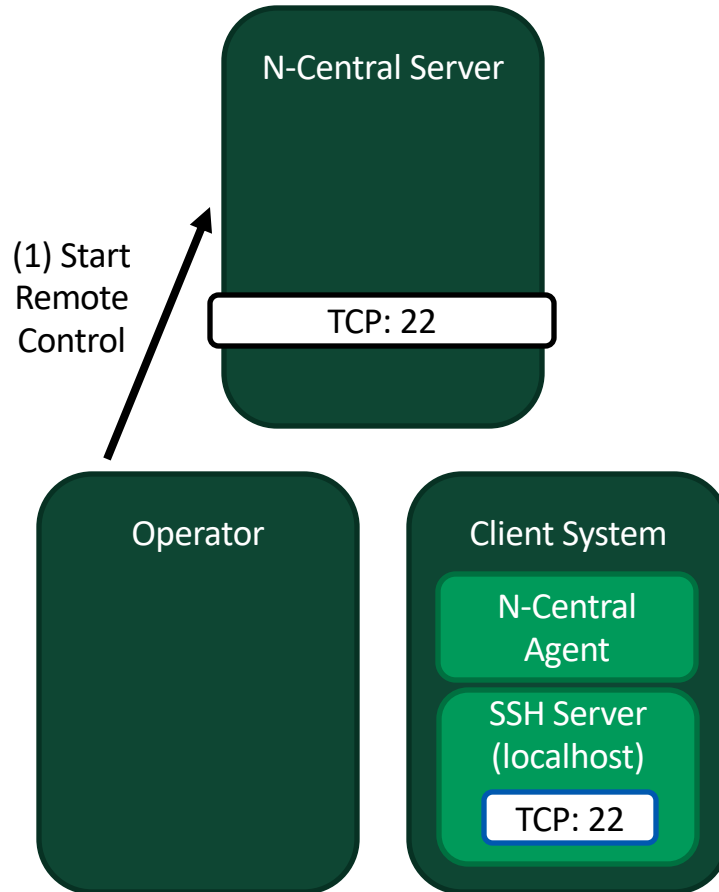 N-Central Server
(1) Start
Remote
Control
TCP: 22
Operator
Client System
N-Central
Agent
SSH Server
(localhost)
TCP: 22